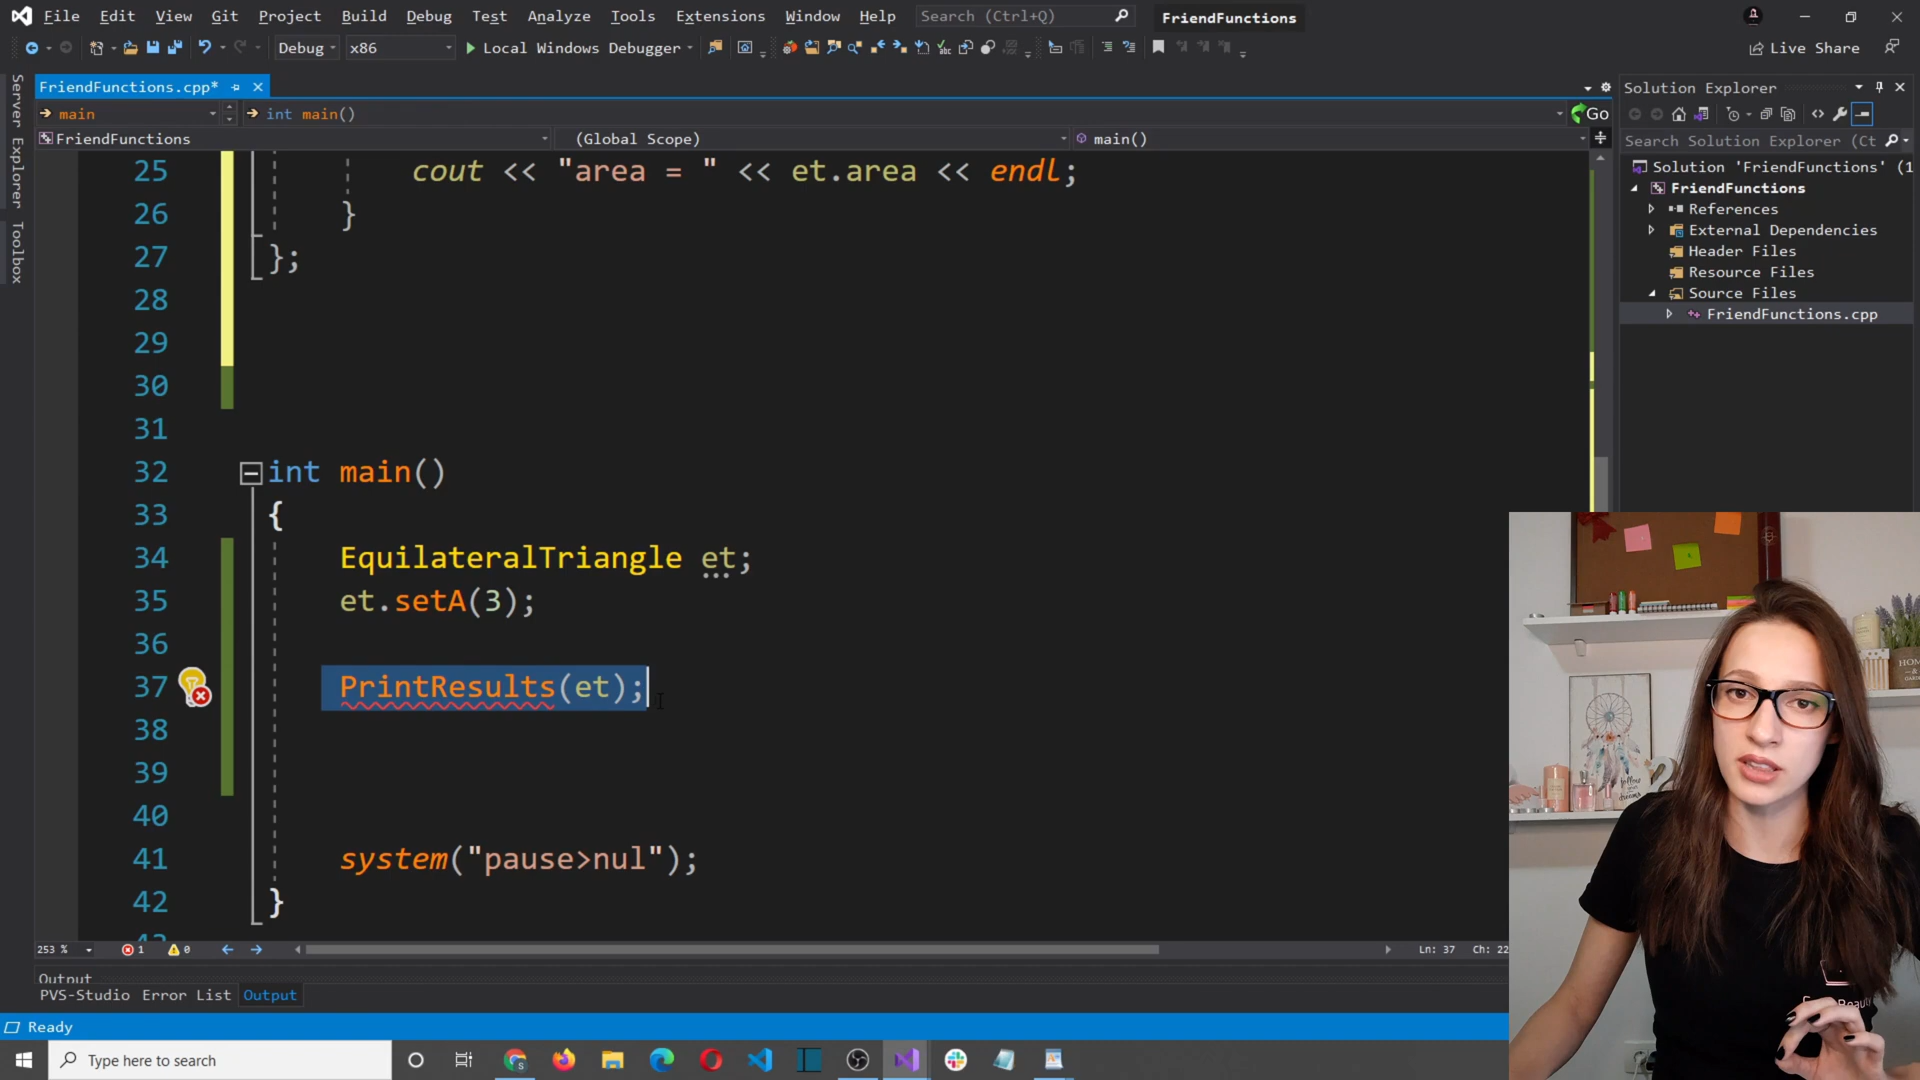 File Edit View Git Project Build Debug Test Analyze Tools Extensions Window Help Search (Ctrl+Q) FriendFunctions
Debug x86 Local Windows Debugger Live Share
Server Explorer
Toolbox
FriendFunctions.cpp*
main int main() Go
FriendFunctions (Global Scope) main()
25 cout << "area = " << et.area << endl;
26 }
27 };
28
29
30
31
32 int main()
33 {
34 EquilateralTriangle et;
35 et.setA(3);
36
37 PrintResults(et);
38
39
40
41 system("pause>nul");
42 }
253 % 1 0 Ln: 37 Ch: 22
Output
PVS-Studio Error List Output
Ready
Type here to search
Solution Explorer
Search Solution Explorer (Ct
Solution 'FriendFunctions' (1
FriendFunctions
References
External Dependencies
Header Files
Resource Files
Source Files
FriendFunctions.cpp
HOME
follow
your
dreams